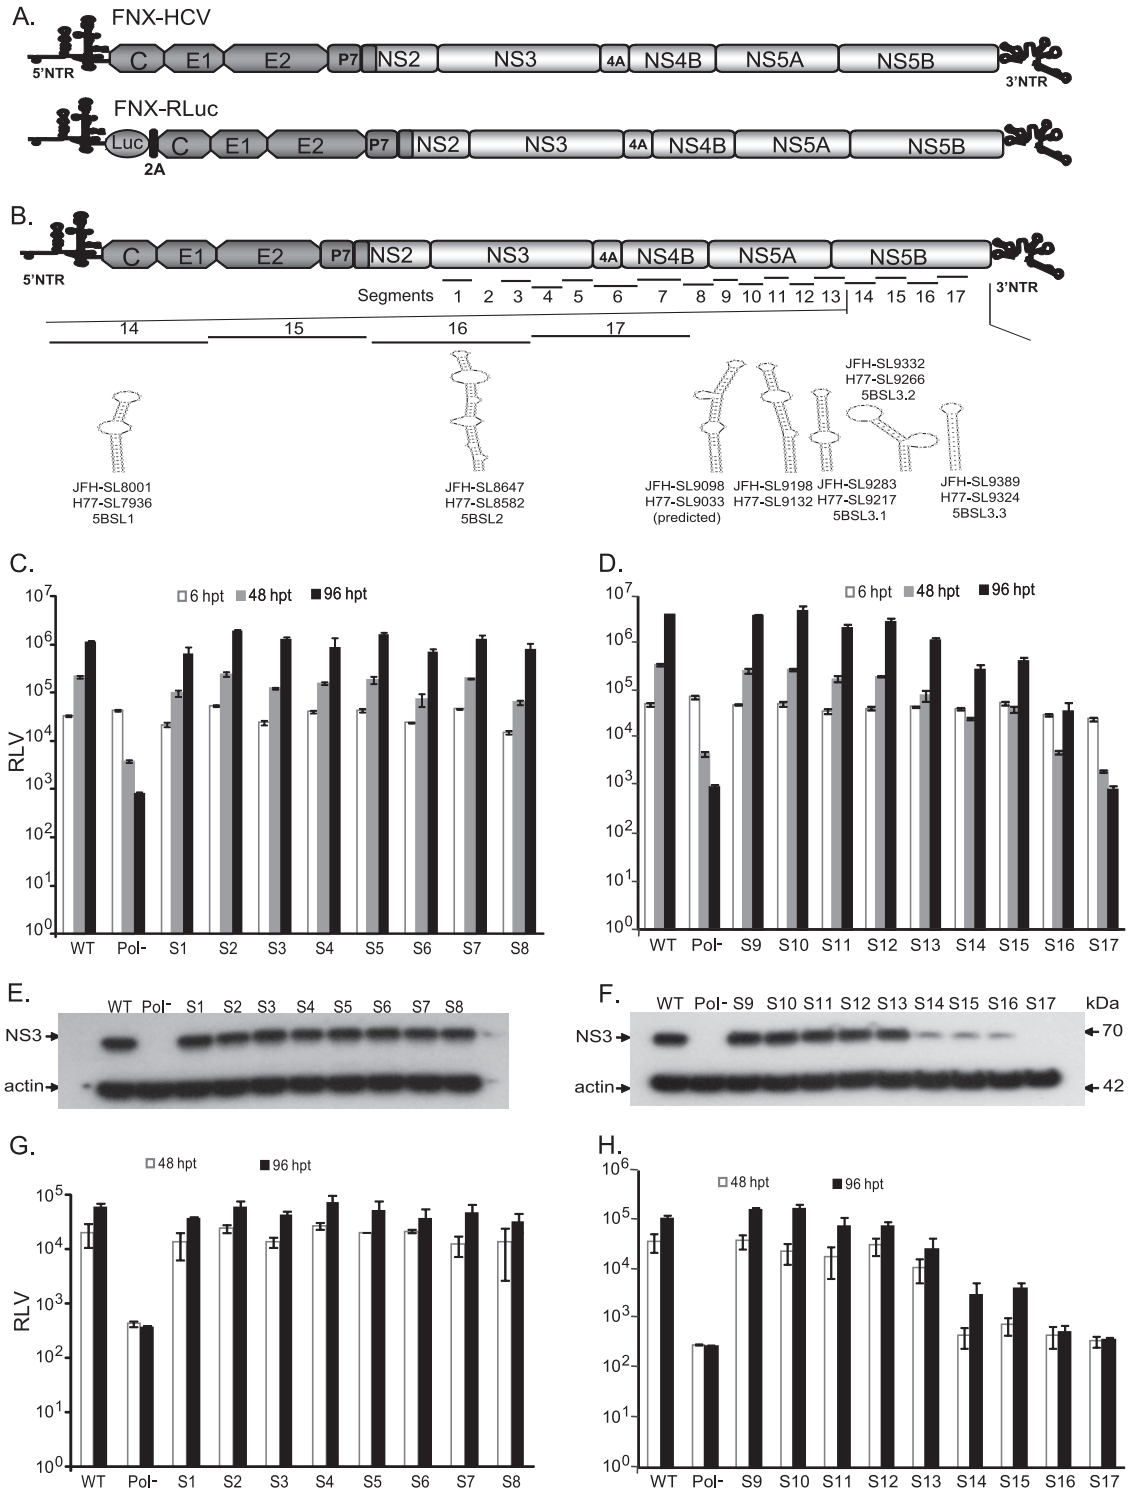 A.
FNX-HCV
C E1 E2 P7 NS2 NS3 4A NS4B NS5A NS5B
5'NTR 3'NTR
FNX-RLuc
Luc C E1 E2 P7 NS2 NS3 4A NS4B NS5A NS5B
2A
B.
C E1 E2 P7 NS2 NS3 4A NS4B NS5A NS5B
5'NTR 3'NTR
Segments 1 2 3 4 5 6 7 8 9 10 11 12 13 14 15 16 17
14 15 16 17
JFH-SL8001
H77-SL7936
5BSL1
JFH-SL8647
H77-SL8582
5BSL2
JFH-SL9098
H77-SL9033
(predicted)
JFH-SL9198
H77-SL9132
JFH-SL9283
H77-SL9217
5BSL3.1
JFH-SL9332
H77-SL9266
5BSL3.2
JFH-SL9389
H77-SL9324
5BSL3.3
C.
6 hpt 48 hpt 96 hpt
RLV
10^7
10^6
10^5
10^4
10^3
10^2
10^1
10^0
WT Pol- S1 S2 S3 S4 S5 S6 S7 S8
D.
6 hpt 48 hpt 96 hpt
10^7
10^6
10^5
10^4
10^3
10^2
10^1
10^0
WT Pol- S9 S10 S11 S12 S13 S14 S15 S16 S17
E.
WT Pol- S1 S2 S3 S4 S5 S6 S7 S8
NS3
actin
F.
WT Pol- S9 S10 S11 S12 S13 S14 S15 S16 S17 kDa
NS3 70
actin 42
G.
48 hpt 96 hpt
RLV
10^5
10^4
10^3
10^2
10^1
10^0
WT Pol- S1 S2 S3 S4 S5 S6 S7 S8
H.
48 hpt 96 hpt
10^6
10^5
10^4
10^3
10^2
10^1
10^0
WT Pol- S9 S10 S11 S12 S13 S14 S15 S16 S17